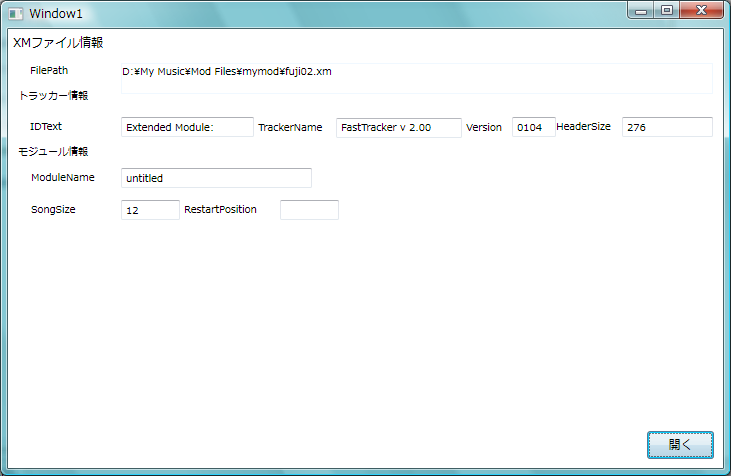 Window1
XMファイル情報
FilePath D:¥My Music¥Mod Files¥mymod¥fuji02.xm
トラッカー情報
IDText Extended Module: TrackerName FastTracker v 2.00 Version 0104 HeaderSize 276
モジュール情報
ModuleName untitled
SongSize 12 RestartPosition
開く